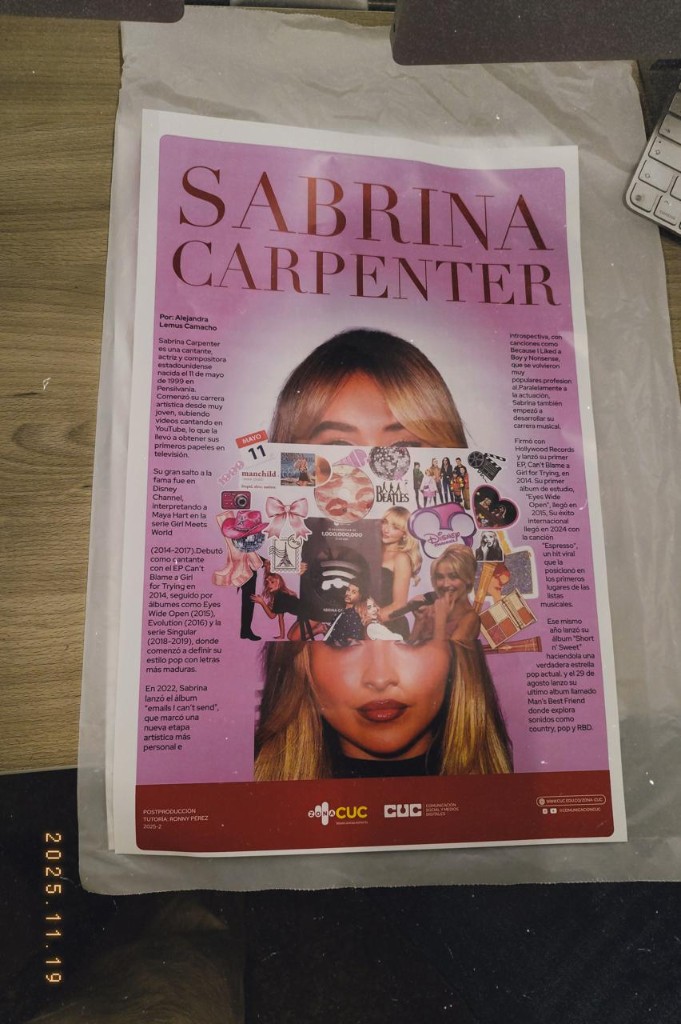 SABRINA
CARPENTER
Por: Alejandra
Lemus Camacho
Sabrina Carpenter
es una cantante,
actriz y compositora
estadounidense
nacida el 11 de mayo
de 1999 en
Pensilvania.
Comenzó su carrera
artística desde muy
joven, subiendo
videos cantando en
YouTube, lo que la
llevó a obtener sus
primeros papeles en
televisión.
Su gran salto a la
fama fue en
Disney
Channel,
interpretando a
Maya Hart en la
serie Girl Meets
World
(2014-2017).Debutó
como cantante
con el EP Can't
Blame a Girl
for Trying en
2014, seguido por
álbumes como Eyes
Wide Open (2015),
Evolution (2016) y la
serie Singular
(2018-2019), donde
comenzó a definir su
estilo pop con letras
más maduras.
En 2022, Sabrina
lanzó el álbum
"emails I can't send",
que marcó una
nueva etapa
artística más
personal e
introspectiva, con
canciones como
Because I Liked a
Boy y Nonsense,
que se volvieron
muy
populares.profesion
al.Paralelamente a
la actuación,
Sabrina también
empezó a
desarrollar su
carrera musical.
Firmó con
Hollywood Records
y lanzó su primer
EP, Can't Blame a
Girl for Trying, en
2014. Su primer
álbum de estudio,
"Eyes Wide
Open", llegó en
2015, Su éxito
internacional
llegó en 2024 con
la canción
"Espresso",
un hit viral
que la
posicionó en
los primeros
lugares de las
listas
musicales.
Ese mismo
año lanzó su
álbum "Short
n' Sweet"
haciendola una
verdadera estrella
pop actual, y el 29 de
agosto lanzo su
ultimo álbum llamado
Man's Best Friend
donde explora
sonidos como
country, pop y RBD.
MAYO
11
manchild
THE
BEATLES
Disney
1,000,000,000
POSTPRODUCCIÓN
TUTORÍA: RONNY PÉREZ
2025-2
ZONA CUC
CUC
COMUNICACIÓN
SOCIAL Y MEDIOS
DIGITALES
2025.11.19